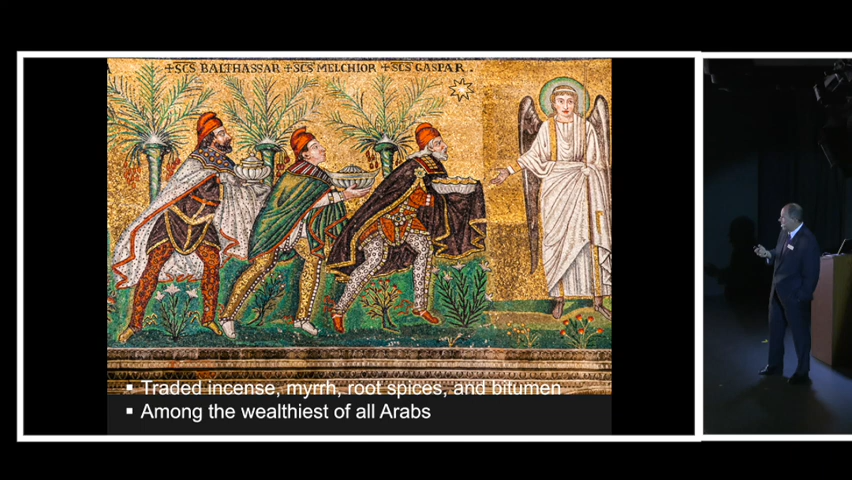 +SCS BALTHASSAR +SCS MELCHIOR +SCS GASPAR.
▪ Traded incense, myrrh, root spices, and bitumen
▪ Among the wealthiest of all Arabs